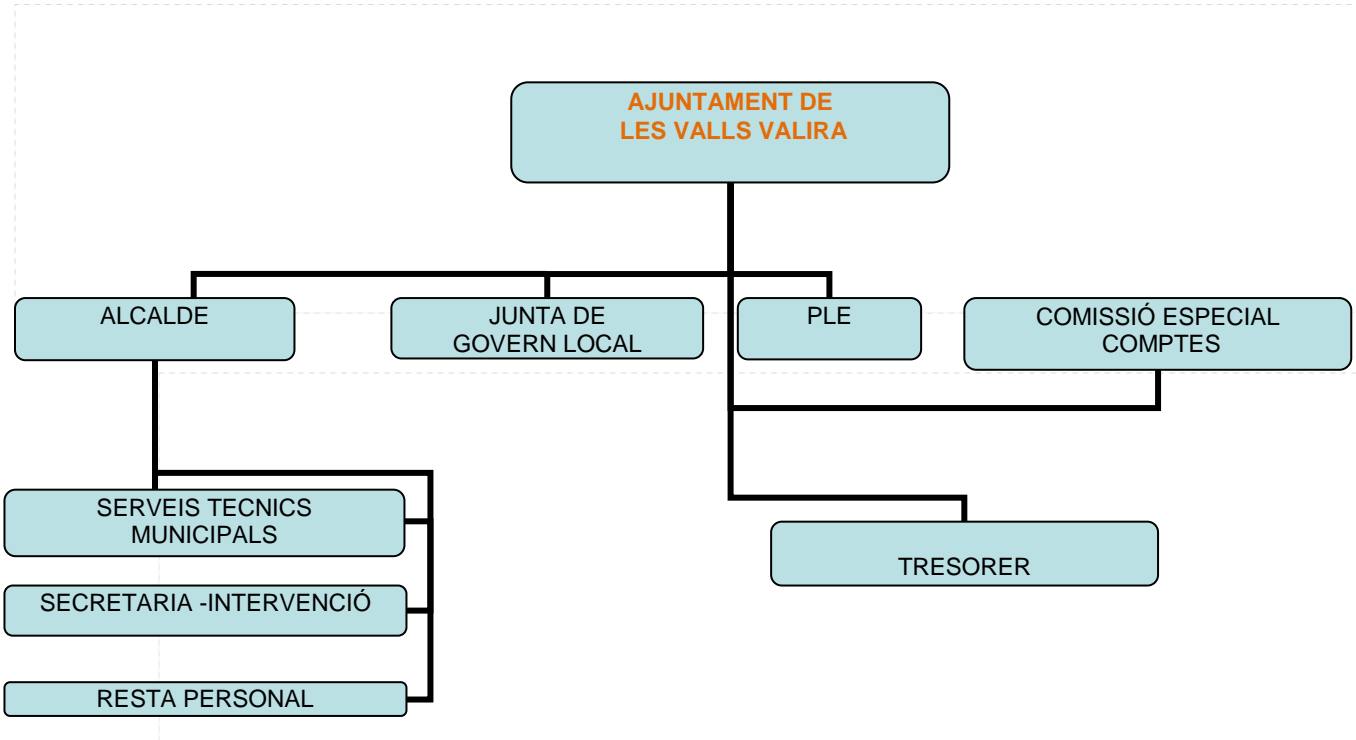 AJUNTAMENT DE
LES VALLS VALIRA
ALCALDE
JUNTA DE
GOVERN LOCAL
PLE
COMISSIÓ ESPECIAL
COMPTES
SERVEIS TECNICS
MUNICIPALS
SECRETARIA -INTERVENCIÓ
RESTA PERSONAL
TRESORER